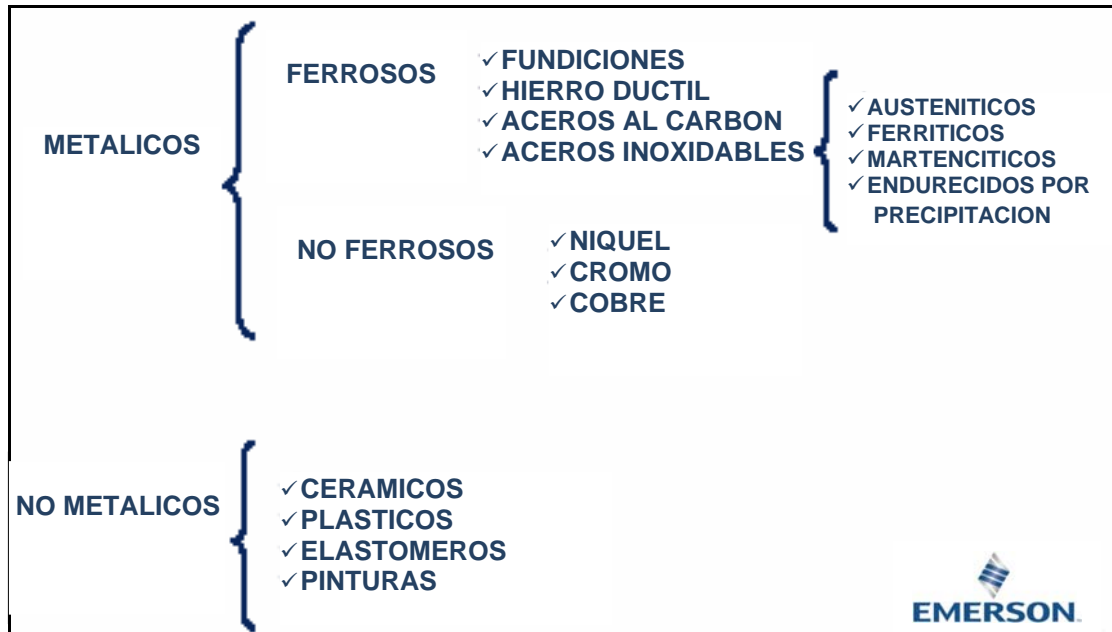 METALICOS
FERROSOS
✓FUNDICIONES
✓HIERRO DUCTIL
✓ACEROS AL CARBON
✓ACEROS INOXIDABLES
✓AUSTENITICOS
✓FERRITICOS
✓MARTENCITICOS
✓ENDURECIDOS POR
PRECIPITACION
NO FERROSOS
✓NIQUEL
✓CROMO
✓COBRE
NO METALICOS
✓CERAMICOS
✓PLASTICOS
✓ELASTOMEROS
✓PINTURAS
EMERSON